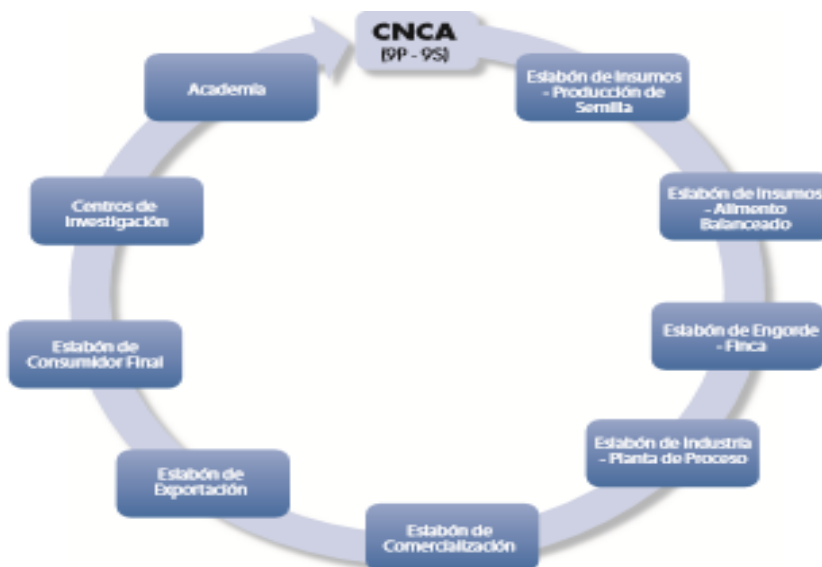 CNCA
(9P - 9S)
Eslabón de Insumos
- Producción de
Semilla
Eslabón de Insumos
- Alimento
Balanceado
Eslabón de Engorde
- Finca
Eslabón de Industria
- Planta de Proceso
Eslabón de
Comercialización
Eslabón de
Exportación
Eslabón de
Consumidor Final
Centros de
Investigación
Academia